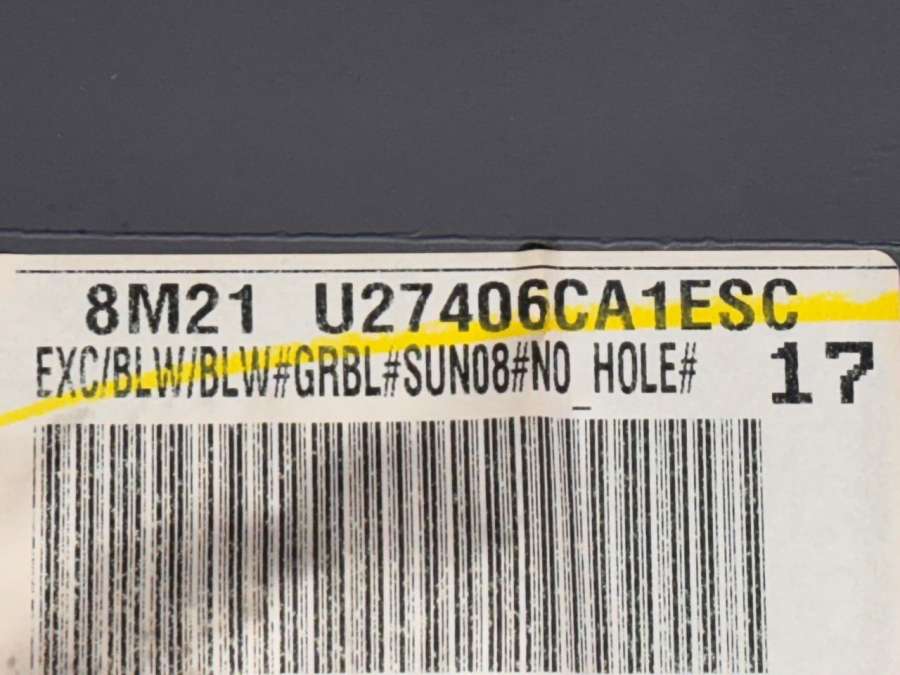 8M21 U27406CA1ESC
EXC/BLW/BLW#GRBL#SUN08#NO_HOLE#
17